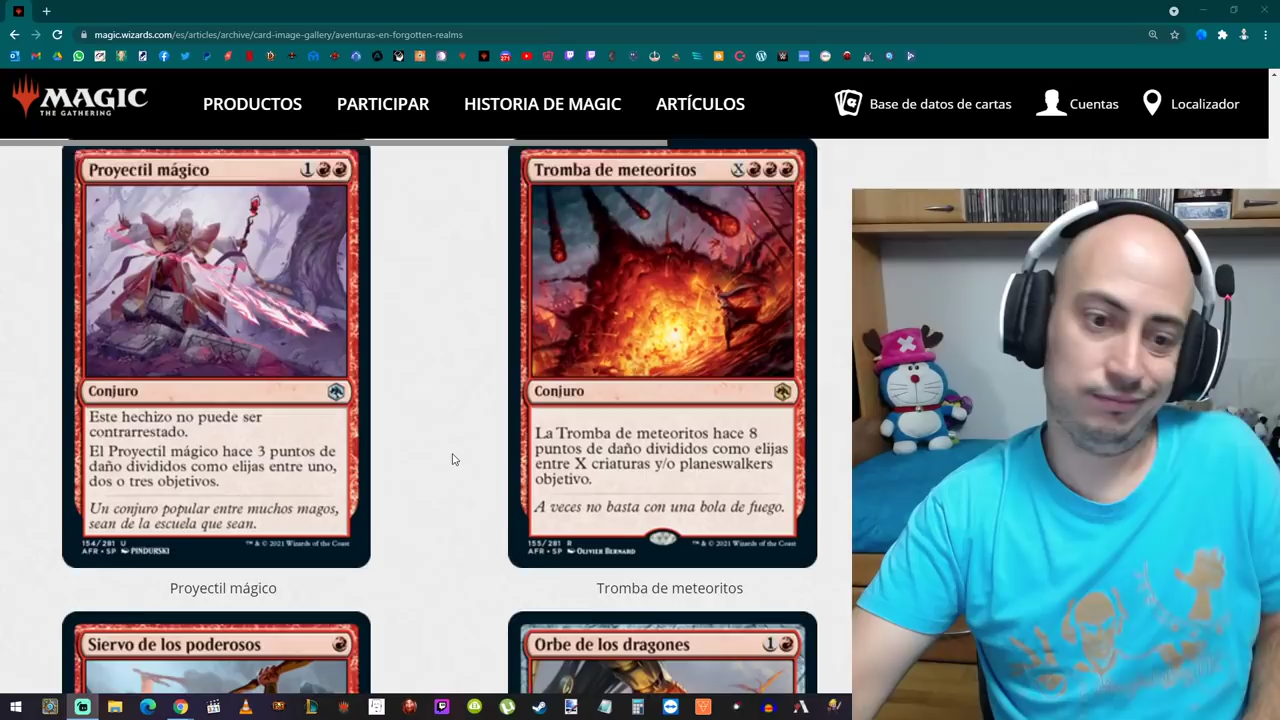 magic.wizards.com/es/articles/archive/card-image-gallery/aventuras-en-forgotten-realms
MAGIC
THE GATHERING
PRODUCTOS
PARTICIPAR
HISTORIA DE MAGIC
ARTÍCULOS
Base de datos de cartas
Cuentas
Localizador
Proyectil mágico
1
Conjuro
Este hechizo no puede ser
contrarrestado.
El Proyectil mágico hace 3 puntos de
daño divididos como elijas entre uno,
dos o tres objetivos.
Un conjuro popular entre muchos magos,
sean de la escuela que sean.
154/281 U
AFR • SP PINDURSKI
™ & © 2021 Wizards of the Coast
Proyectil mágico
Tromba de meteoritos
X
Conjuro
La Tromba de meteoritos hace 8
puntos de daño divididos como elijas
entre X criaturas y/o planeswalkers
objetivo.
A veces no basta con una bola de fuego.
155/281 R
AFR • SP OLIVIER BERNARD
™ & © 2021 Wizards of the Coast
Tromba de meteoritos
Siervo de los poderosos
Orbe de los dragones
1